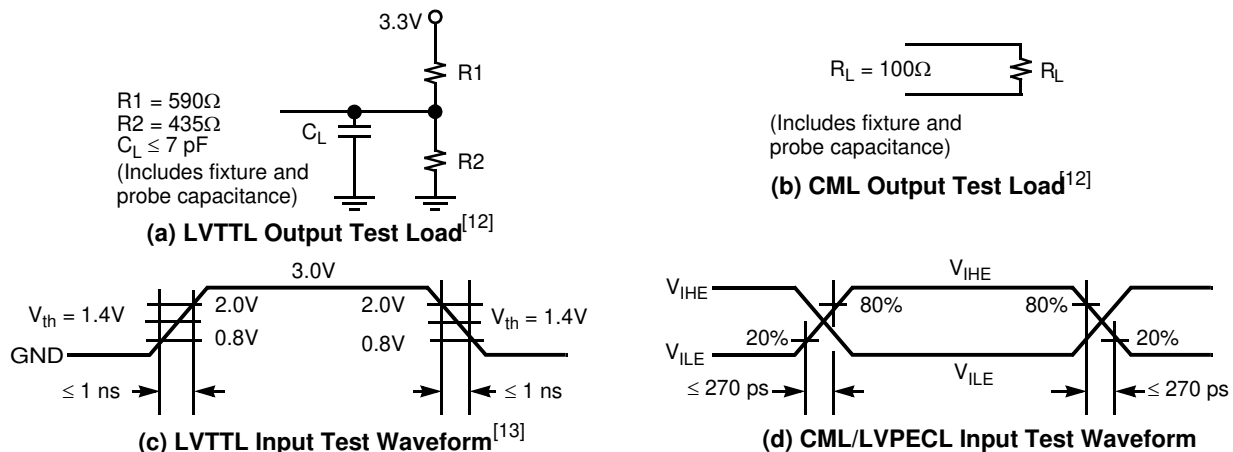 3.3V
R1
R1 = 590Ω
R2 = 435Ω
C_L ≤ 7 pF
(Includes fixture and
probe capacitance)
C_L
R2
(a) LVTTL Output Test Load[12]
R_L = 100Ω
R_L
(Includes fixture and
probe capacitance)
(b) CML Output Test Load[12]
3.0V
V_th = 1.4V
2.0V
0.8V
2.0V
0.8V
V_th = 1.4V
GND
≤ 1 ns
≤ 1 ns
(c) LVTTL Input Test Waveform[13]
V_IHE
V_IHE
80%
80%
20%
20%
V_ILE
V_ILE
≤ 270 ps
≤ 270 ps
(d) CML/LVPECL Input Test Waveform